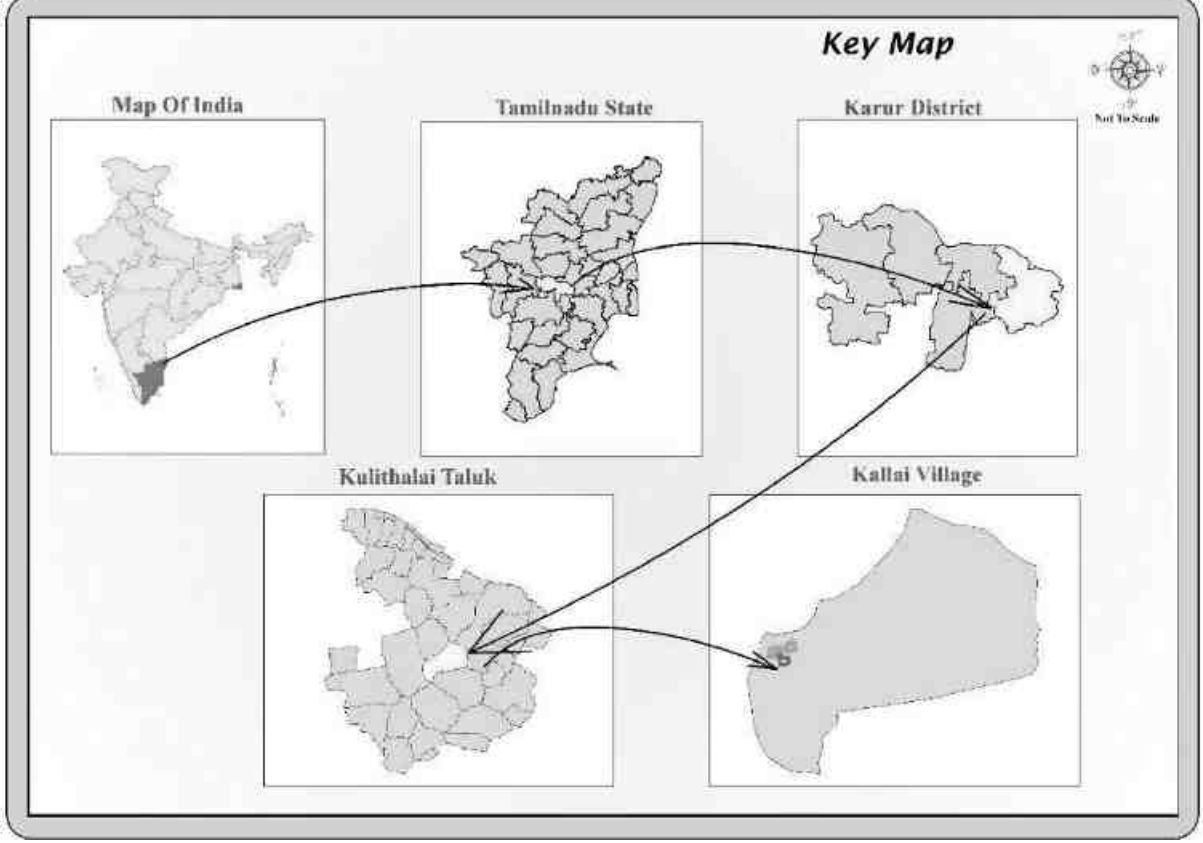 Key Map
Not To Scale
Map Of India
Tamilnadu State
Karur District
Kulithalai Taluk
Kallai Village